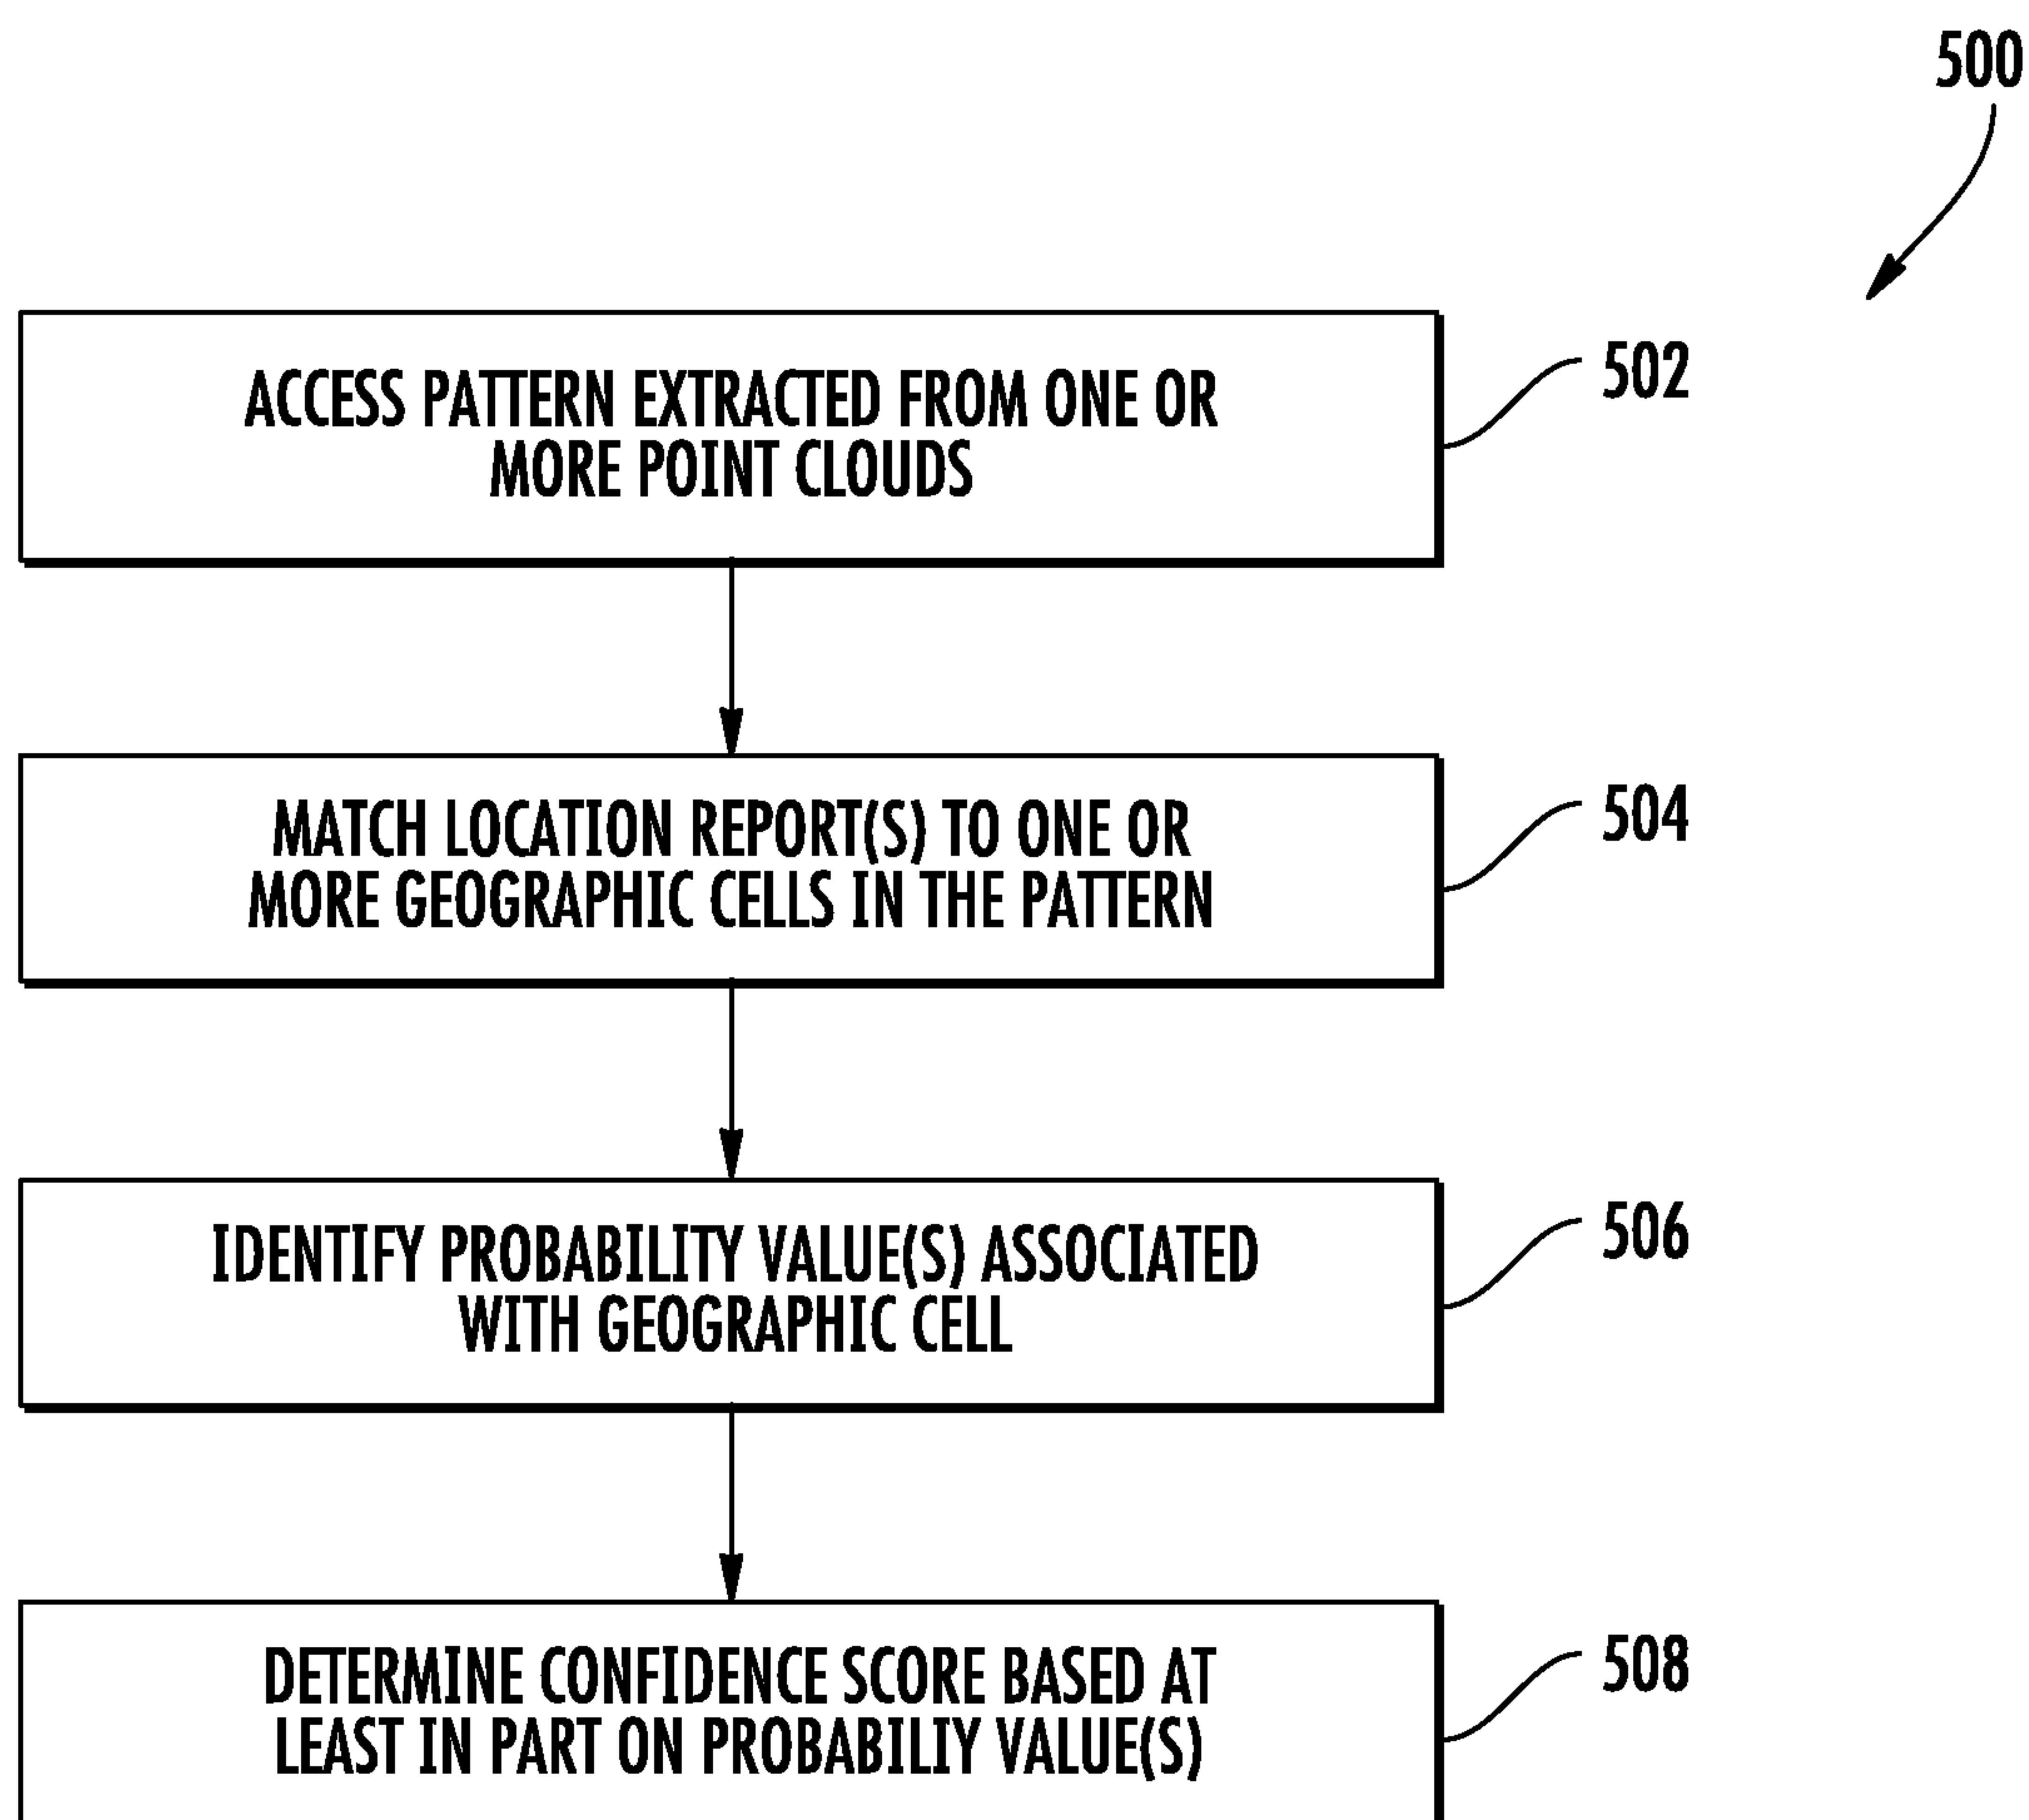 500
ACCESS PATTERN EXTRACTED FROM ONE OR
MORE POINT CLOUDS
502
MATCH LOCATION REPORT(S) TO ONE OR
MORE GEOGRAPHIC CELLS IN THE PATTERN
504
IDENTIFY PROBABILITY VALUE(S) ASSOCIATED
WITH GEOGRAPHIC CELL
506
DETERMINE CONFIDENCE SCORE BASED AT
LEAST IN PART ON PROBABILIY VALUE(S)
508